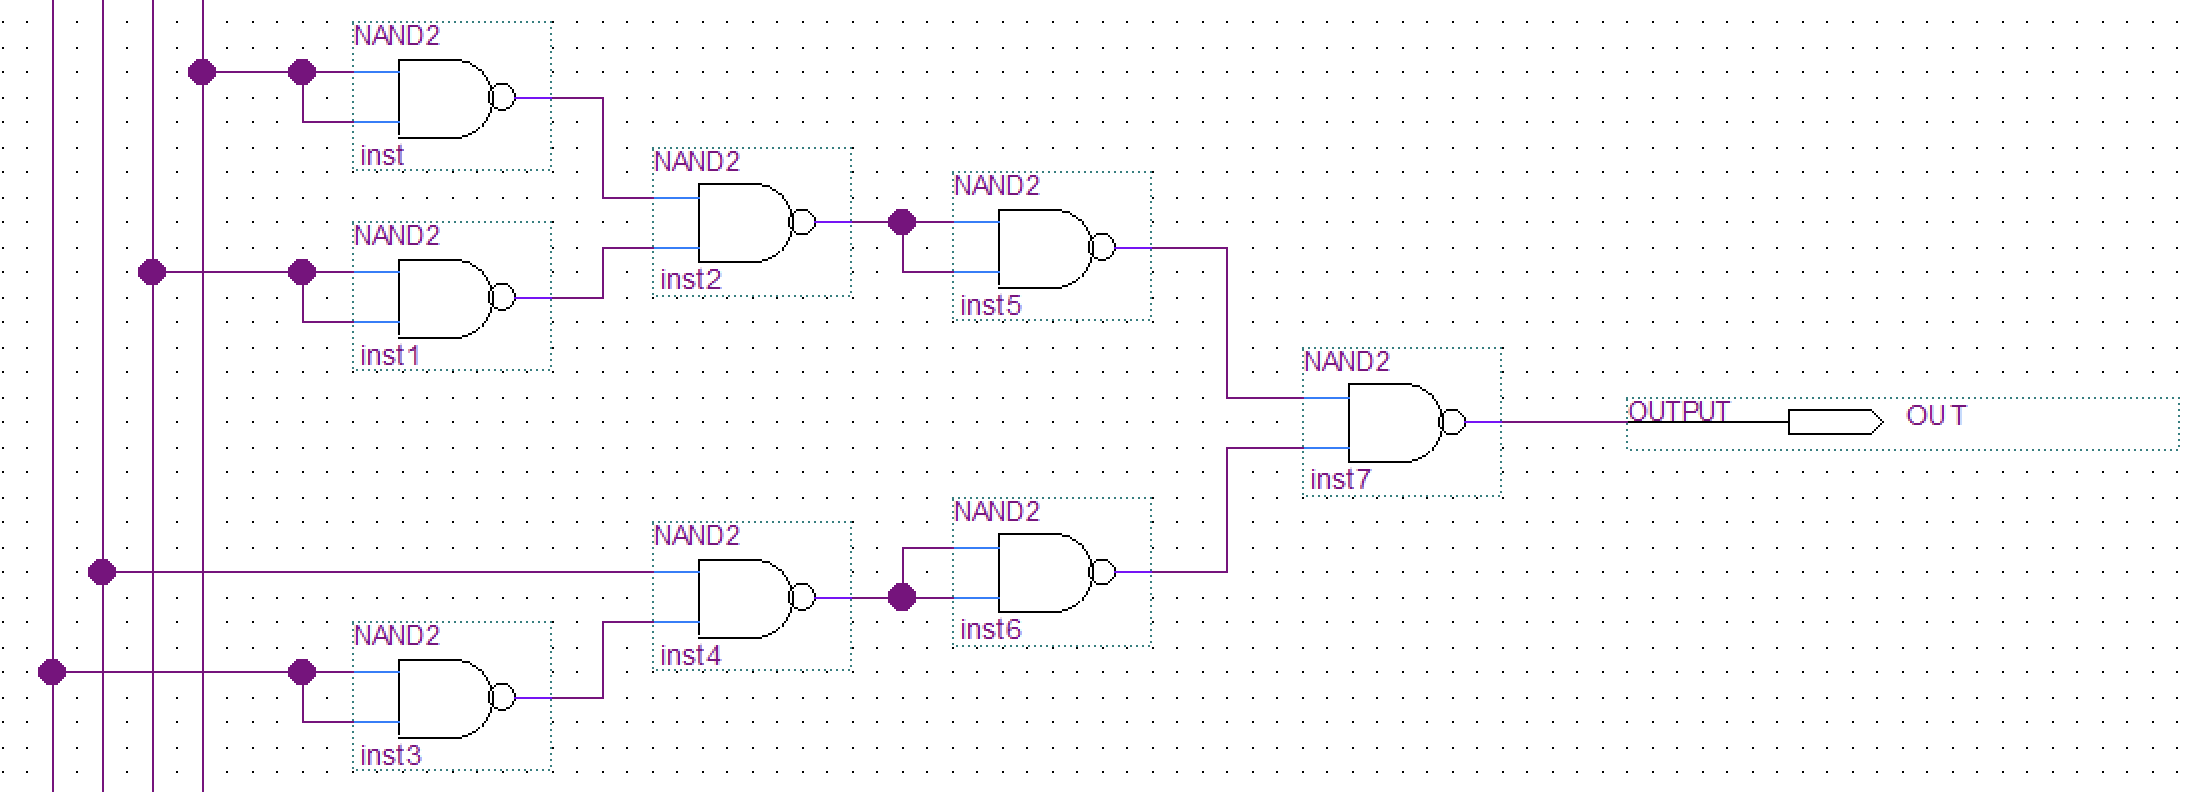 NAND2
inst
NAND2
inst2
NAND2
inst5
NAND2
inst1
NAND2
inst7
OUTPUT
OUT
NAND2
inst4
NAND2
inst6
NAND2
inst3